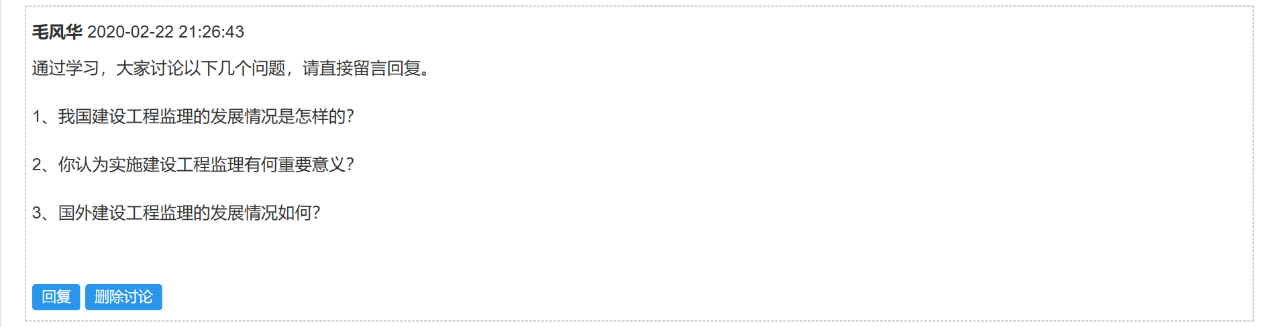 毛风华 2020-02-22 21:26:43
通过学习，大家讨论以下几个问题，请直接留言回复。
1、我国建设工程监理的发展情况是怎样的？
2、你认为实施建设工程监理有何重要意义？
3、国外建设工程监理的发展情况如何？
回复 删除讨论